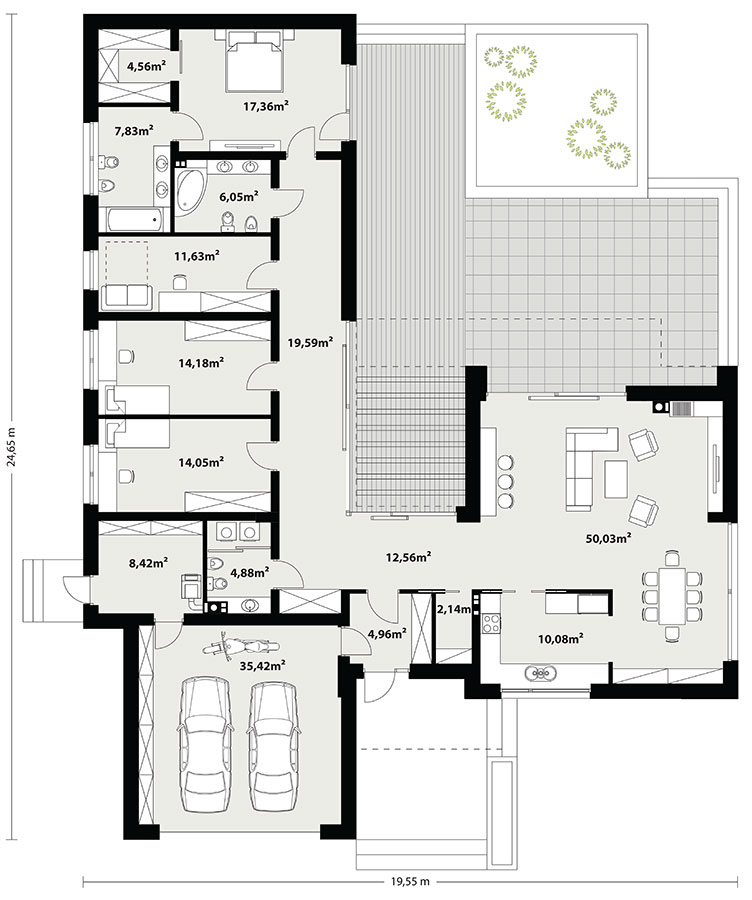 4,56m²
17,36m²
7,83m²
6,05m²
11,63m²
19,59m²
14,18m²
24,65 m
14,05m²
50,03m²
8,42m²
4,88m²
12,56m²
2,14m
4,96m²
10,08m²
35,42m²
19,55 m